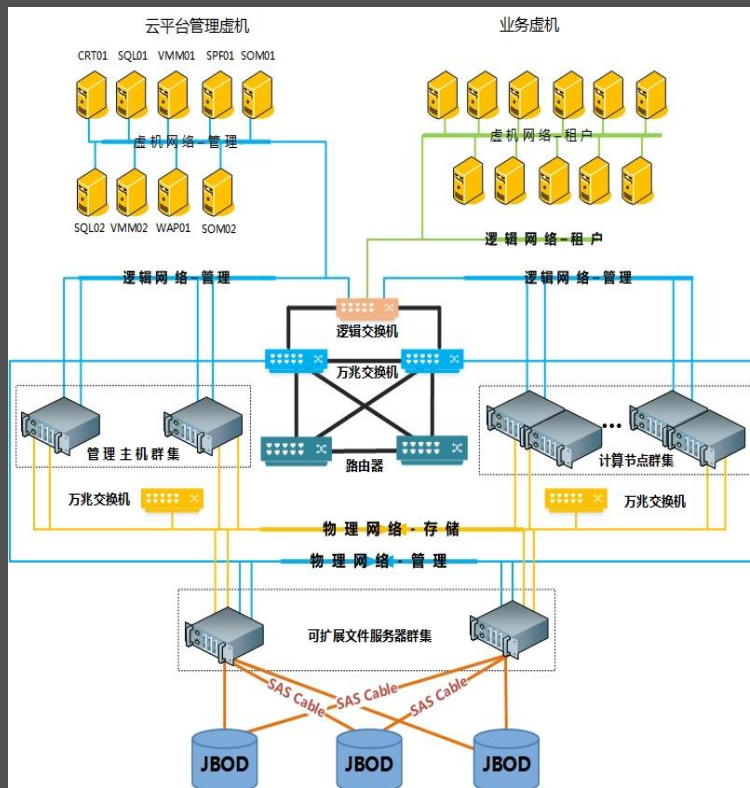 云平台管理虚机
业务虚机
CRT01 SQL01 VMM01 SPF01 SOM01
虚机网络-管理
虚机网络-租户
SQL02 VMM02 WAP01 SOM02
逻辑网络-租户
逻辑网络-管理
逻辑网络-管理
逻辑交换机
万兆交换机
管理主机群集
路由器
计算节点群集
万兆交换机
万兆交换机
物理网络-存储
物理网络-管理
可扩展文件服务器群集
SAS Cable
SAS Cable
SAS Cable
JBOD
JBOD
JBOD